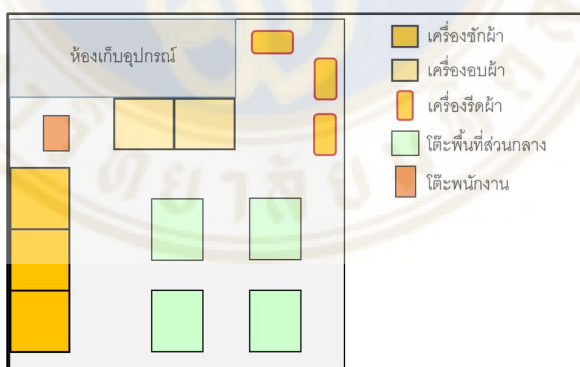 ห้องเก็บอุปกรณ์
เครื่องซักผ้า
เครื่องอบผ้า
เครื่องรีดผ้า
โต๊ะพื้นที่ส่วนกลาง
โต๊ะพนักงาน